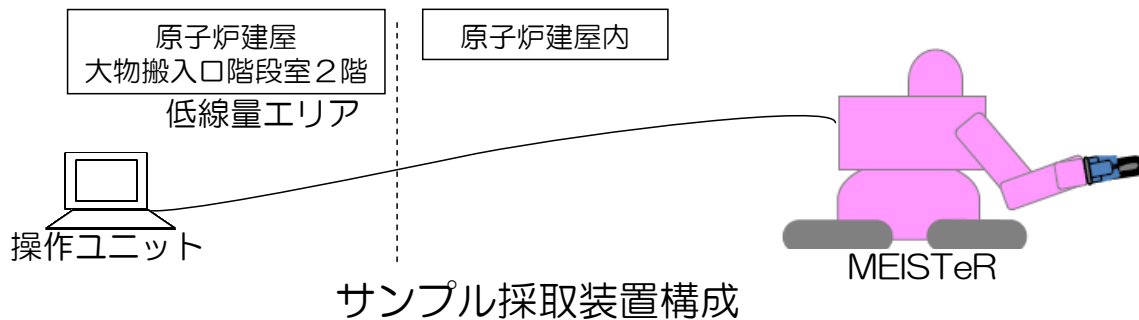 原子炉建屋
大物搬入口階段室２階
原子炉建屋内
低線量エリア
操作ユニット
MEISTeR
サンプル採取装置構成